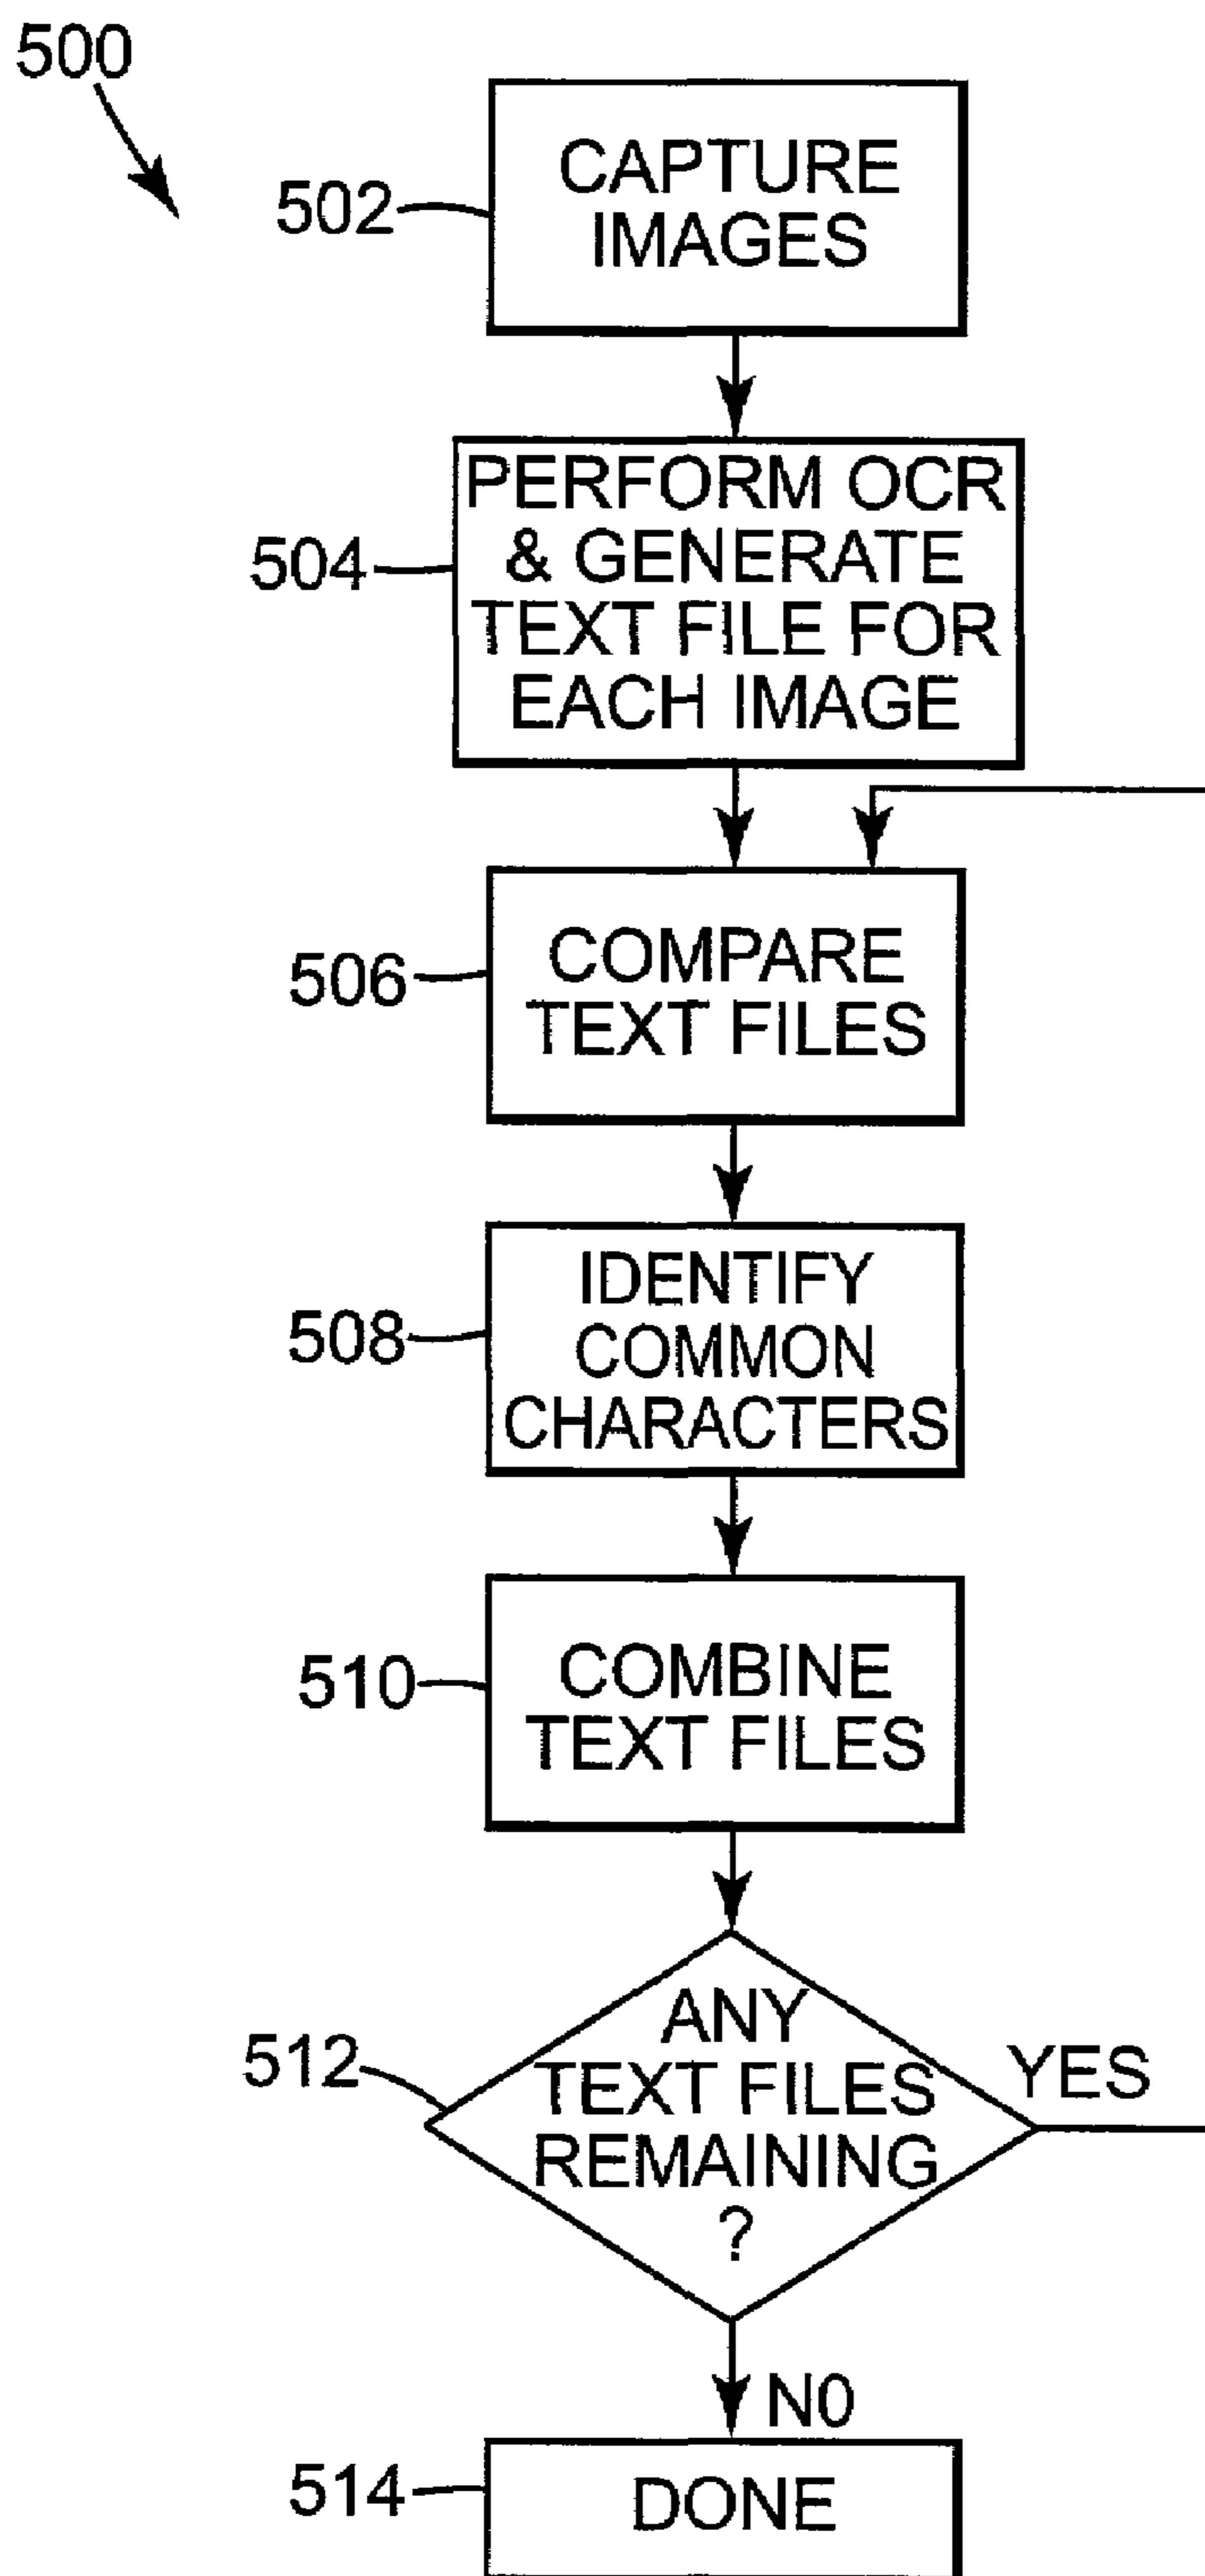 500
502
CAPTURE
IMAGES
504
PERFORM OCR
& GENERATE
TEXT FILE FOR
EACH IMAGE
506
COMPARE
TEXT FILES
508
IDENTIFY
COMMON
CHARACTERS
510
COMBINE
TEXT FILES
512
ANY
TEXT FILES
REMAINING
?
YES
NO
514
DONE